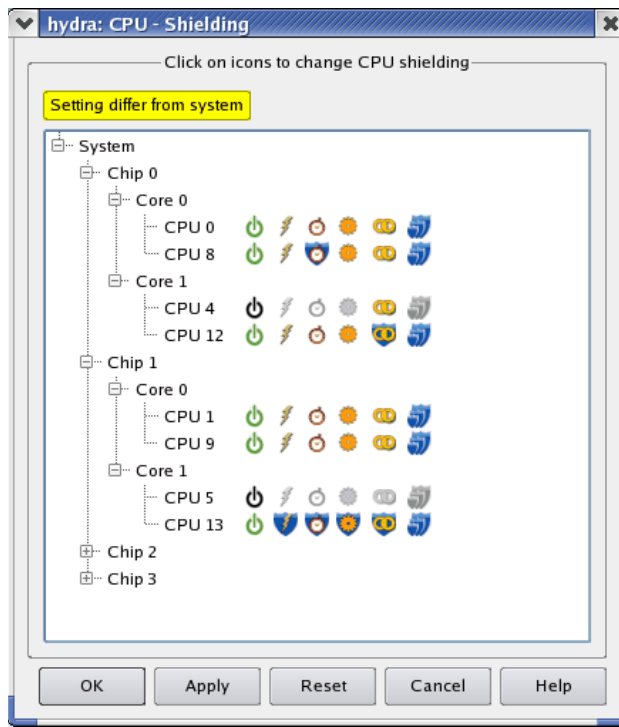 hydra: CPU - Shielding
Click on icons to change CPU shielding
Setting differ from system
System
Chip 0
Core 0
CPU 0
CPU 8
Core 1
CPU 4
CPU 12
Chip 1
Core 0
CPU 1
CPU 9
Core 1
CPU 5
CPU 13
Chip 2
Chip 3
OK Apply Reset Cancel Help